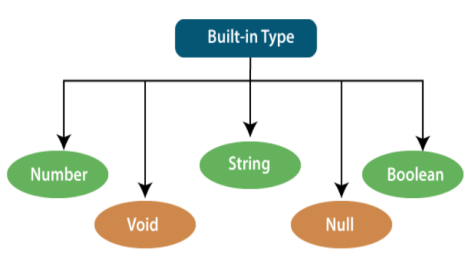 Built-in Type
Number
Void
String
Null
Boolean